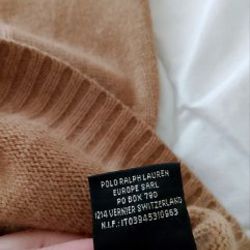 POLO RALPH LAUREN
EUROPE SARL
PO BOX 790
1214 VERNIER SWITZERLAND
N.I.F.: IT03945310963